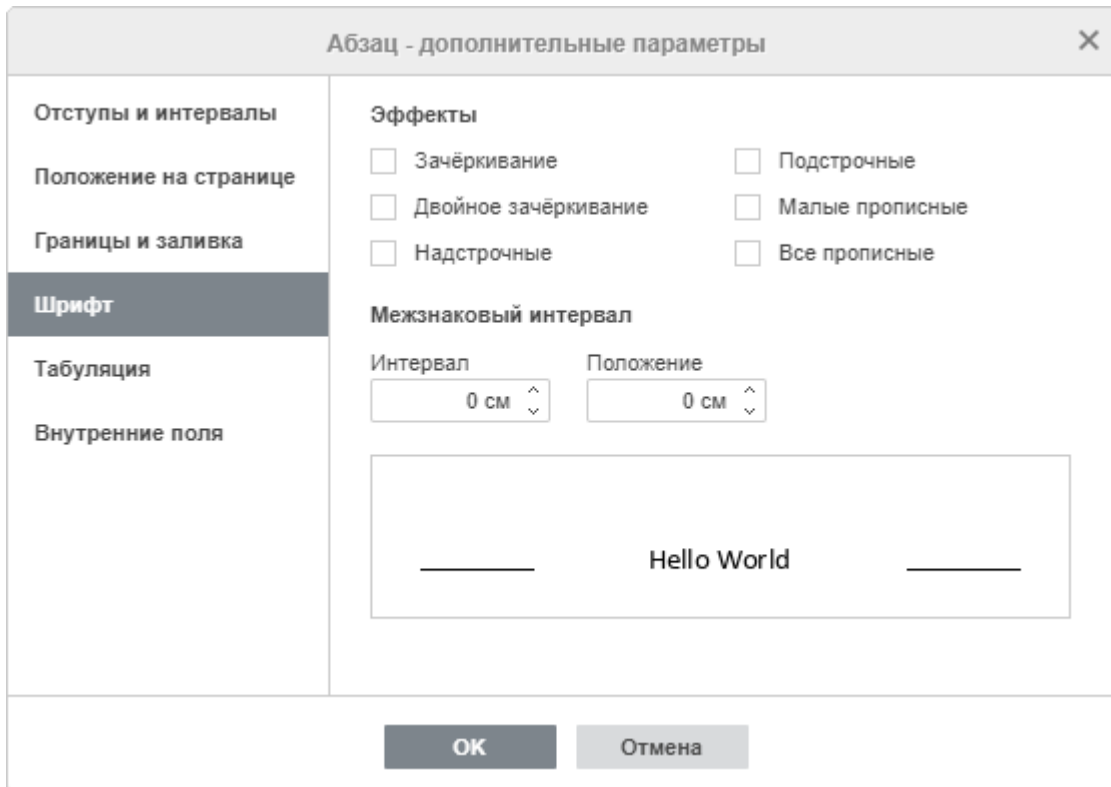 Абзац - дополнительные параметры
Отступы и интервалы
Положение на странице
Границы и заливка
Шрифт
Табуляция
Внутренние поля
Эффекты
Зачёркивание
Подстрочные
Двойное зачёркивание
Малые прописные
Надстрочные
Все прописные
Межзнаковый интервал
Интервал
Положение
0 см
0 см
Hello World
OK
Отмена